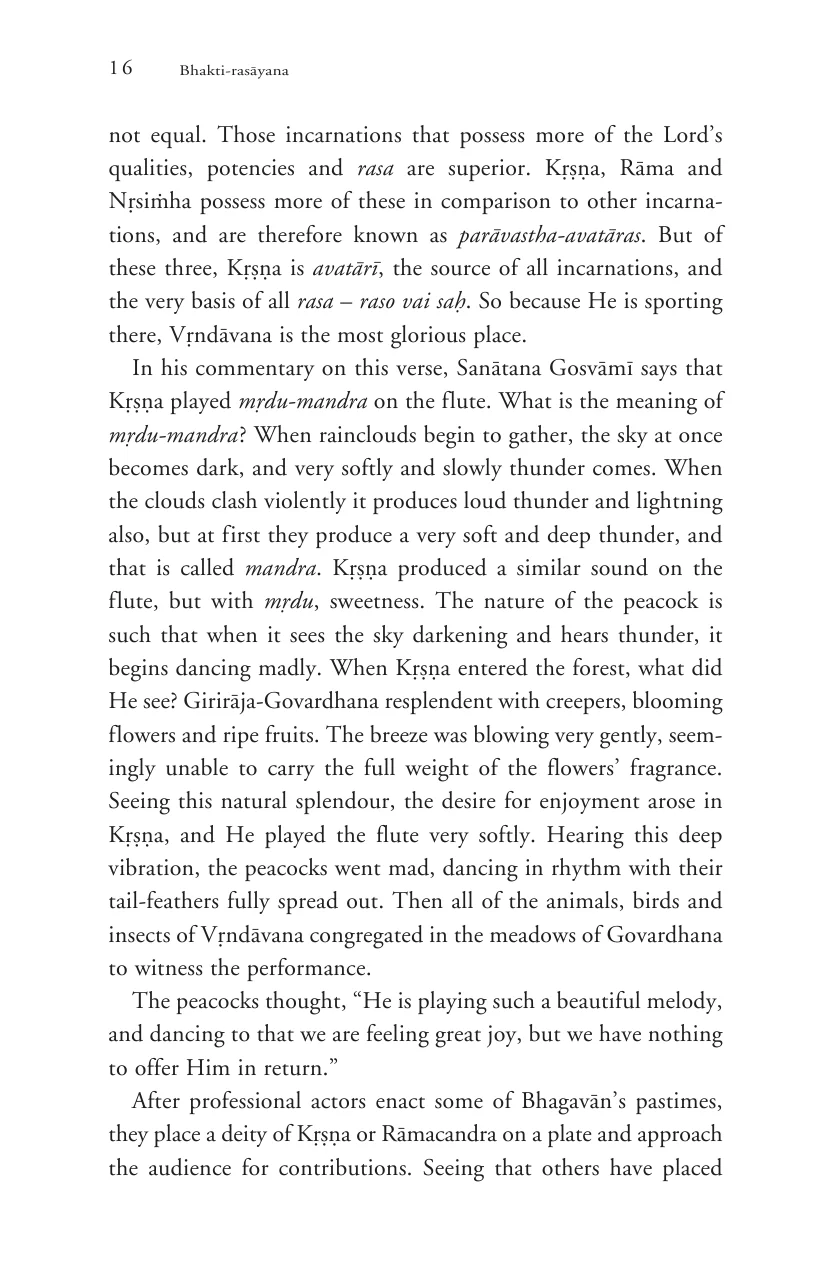 16 Bhakti-rasāyana
not equal. Those incarnations that possess more of the Lord’s
qualities, potencies and rasa are superior. Kṛṣṇa, Rāma and
Nṛsiṁha possess more of these in comparison to other incarna-
tions, and are therefore known as parāvastha-avatāras. But of
these three, Kṛṣṇa is avatārī, the source of all incarnations, and
the very basis of all rasa – raso vai saḥ. So because He is sporting
there, Vṛndāvana is the most glorious place.
In his commentary on this verse, Sanātana Gosvāmī says that
Kṛṣṇa played mṛdu-mandra on the flute. What is the meaning of
mṛdu-mandra? When rainclouds begin to gather, the sky at once
becomes dark, and very softly and slowly thunder comes. When
the clouds clash violently it produces loud thunder and lightning
also, but at first they produce a very soft and deep thunder, and
that is called mandra. Kṛṣṇa produced a similar sound on the
flute, but with mṛdu, sweetness. The nature of the peacock is
such that when it sees the sky darkening and hears thunder, it
begins dancing madly. When Kṛṣṇa entered the forest, what did
He see? Girirāja-Govardhana resplendent with creepers, blooming
flowers and ripe fruits. The breeze was blowing very gently, seem-
ingly unable to carry the full weight of the flowers’ fragrance.
Seeing this natural splendour, the desire for enjoyment arose in
Kṛṣṇa, and He played the flute very softly. Hearing this deep
vibration, the peacocks went mad, dancing in rhythm with their
tail-feathers fully spread out. Then all of the animals, birds and
insects of Vṛndāvana congregated in the meadows of Govardhana
to witness the performance.
The peacocks thought, “He is playing such a beautiful melody,
and dancing to that we are feeling great joy, but we have nothing
to offer Him in return.”
After professional actors enact some of Bhagavān’s pastimes,
they place a deity of Kṛṣṇa or Rāmacandra on a plate and approach
the audience for contributions. Seeing that others have placed